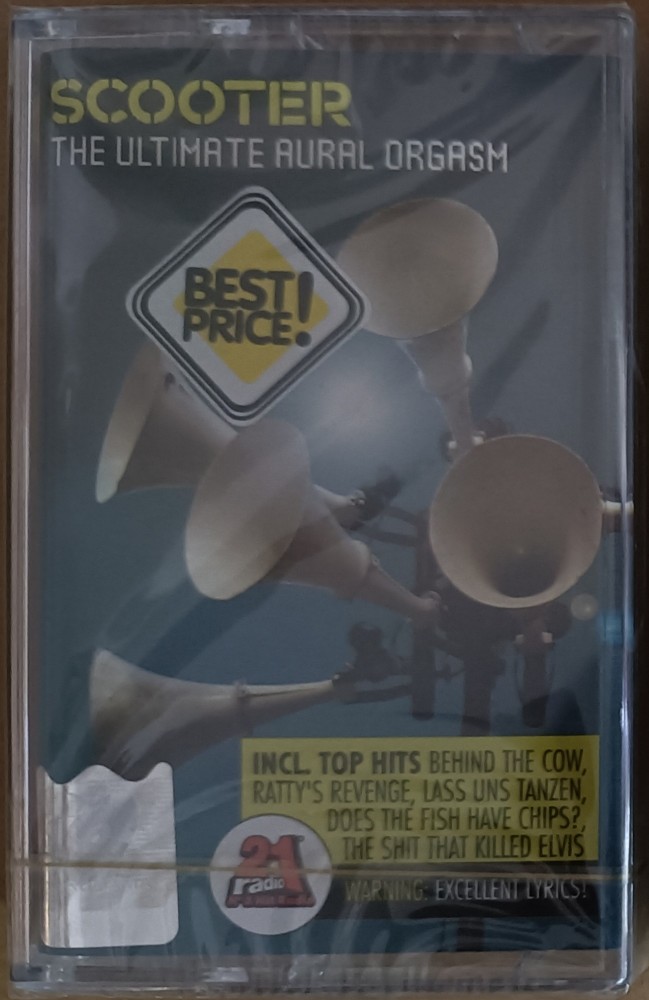 SCOOTER
THE ULTIMATE AURAL ORGASM
BEST
PRICE!
INCL. TOP HITS BEHIND THE COW,
RATTY'S REVENGE, LASS UNS TANZEN,
DOES THE FISH HAVE CHIPS?,
THE SHIT THAT KILLED ELVIS
21
radio
WARNING: EXCELLENT LYRICS!